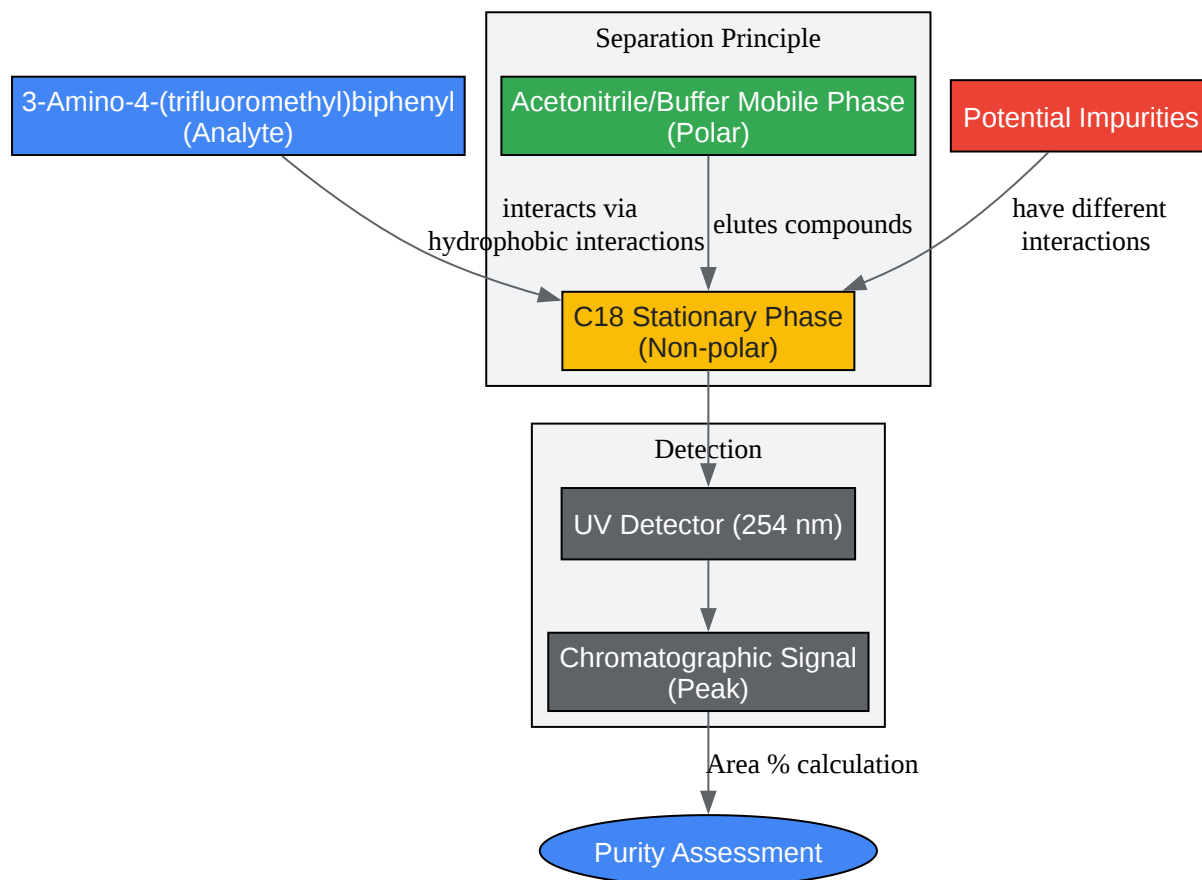 Separation Principle
3-Amino-4-(trifluoromethyl)biphenyl
(Analyte)
Acetonitrile/Buffer Mobile Phase
(Polar)
Potential Impurities
interacts via
hydrophobic interactions
elutes compounds
have different
interactions
C18 Stationary Phase
(Non-polar)
Detection
UV Detector (254 nm)
Chromatographic Signal
(Peak)
Area % calculation
Purity Assessment